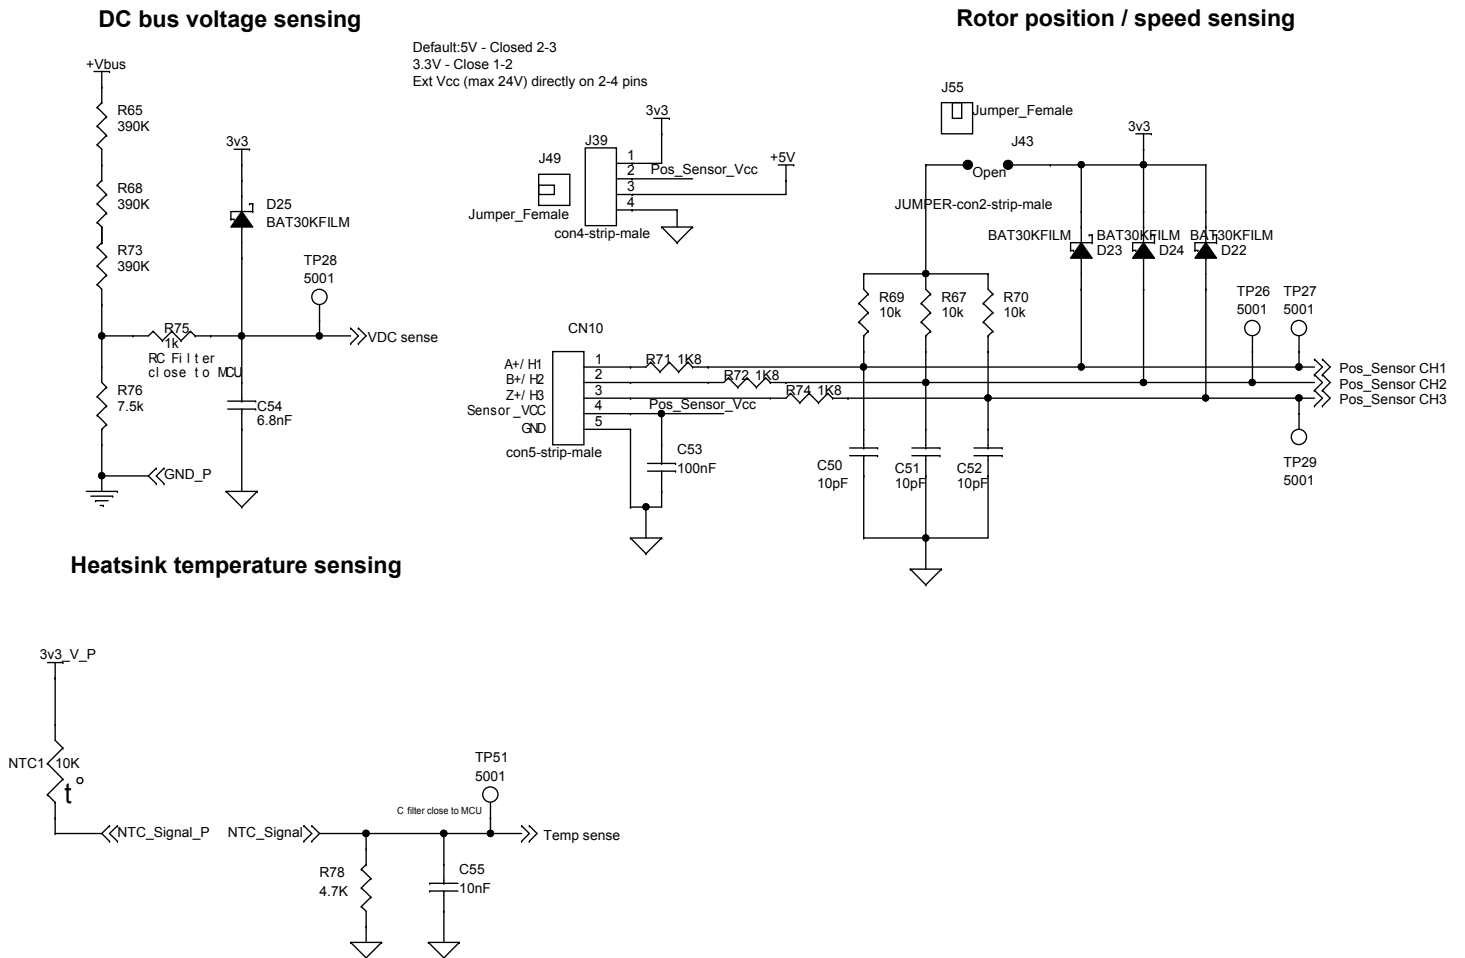 DC bus voltage sensing
Rotor position / speed sensing
Default:5V - Closed 2-3
3.3V - Close 1-2
Ext Vcc (max 24V) directly on 2-4 pins
+Vbus
R65
390K
R68
390K
R73
390K
3v3
D25
BAT30KFILM
TP28
5001
R75
1k
VDC sense
RC Filter
close to MCU
R76
7.5k
C54
6.8nF
GND_P
3v3
J39
J49
1
2
3
4
Pos_Sensor_Vcc
+5V
Jumper_Female
con4-strip-male
J55
Jumper_Female
J43
3v3
Open
JUMPER-con2-strip-male
BAT30KFILM
BAT30KFILM
BAT30KFILM
D23
D24
D22
R69
10k
R67
10k
R70
10k
TP26
5001
TP27
5001
CN10
A+/ H1
B+/ H2
Z+/ H3
Sensor _VCC
GND
1
2
3
4
5
R71 1K8
R72 1K8
R74 1K8
Pos_Sensor_Vcc
Pos_Sensor CH1
Pos_Sensor CH2
Pos_Sensor CH3
con5-strip-male
C53
100nF
C50
10pF
C51
10pF
C52
10pF
TP29
5001
Heatsink temperature sensing
3v3_V_P
NTC1
10K
t°
NTC_Signal_P
NTC_Signal
C filter close to MCU
TP51
5001
Temp sense
R78
4.7K
C55
10nF